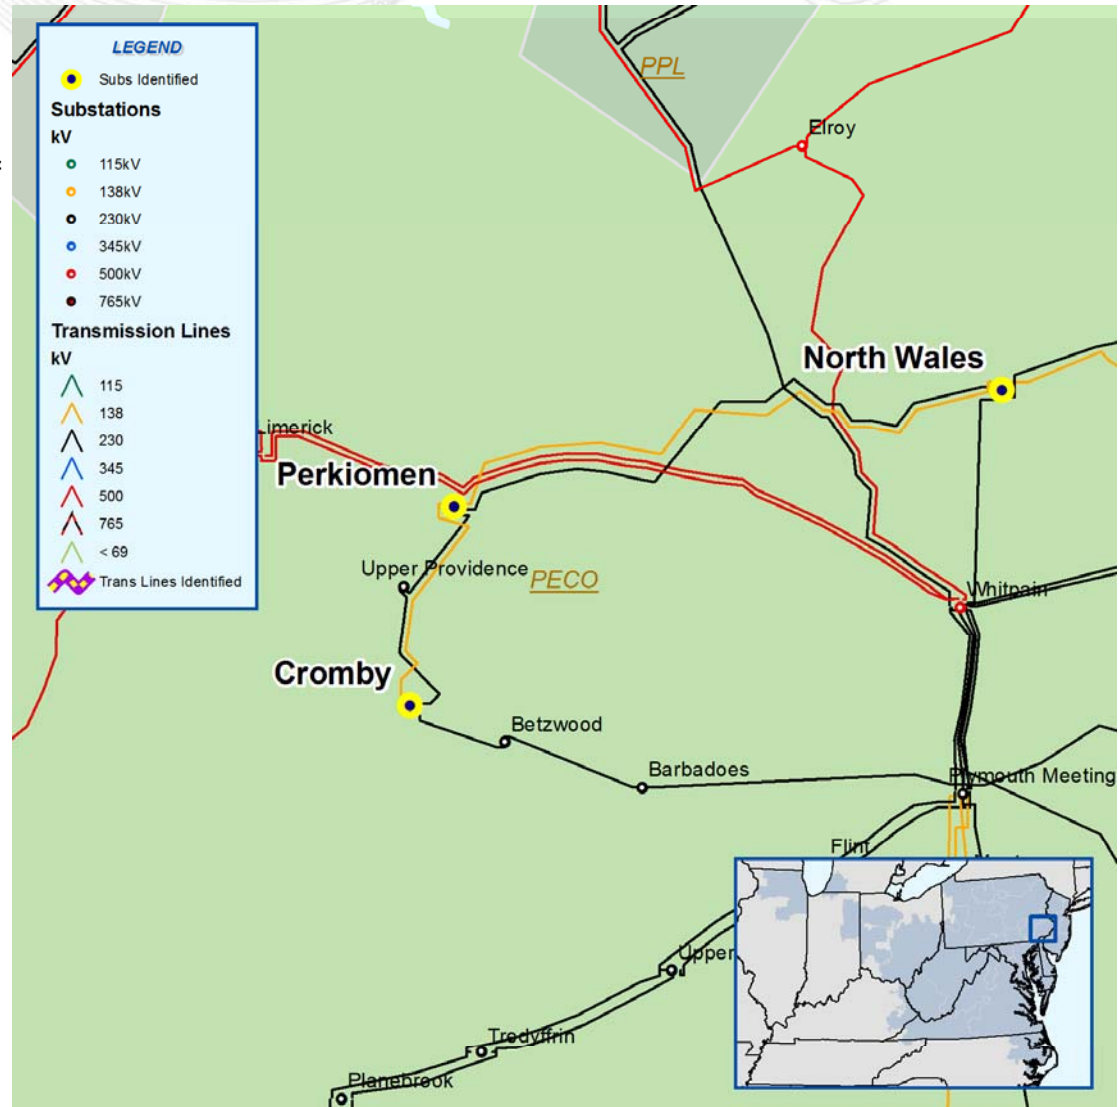 LEGEND
Subs Identified
Substations
kV
115kV
138kV
230kV
345kV
500kV
765kV
Transmission Lines
kV
115
138
230
345
500
765
< 69
Trans Lines Identified
PPL
Elroy
North Wales
Limerick
Perkiomen
Upper Providence
PECO
Whitpain
Cromby
Betzwood
Barbadoes
Plymouth Meeting
Flint
Upper
Tredyffrin
Planebrook